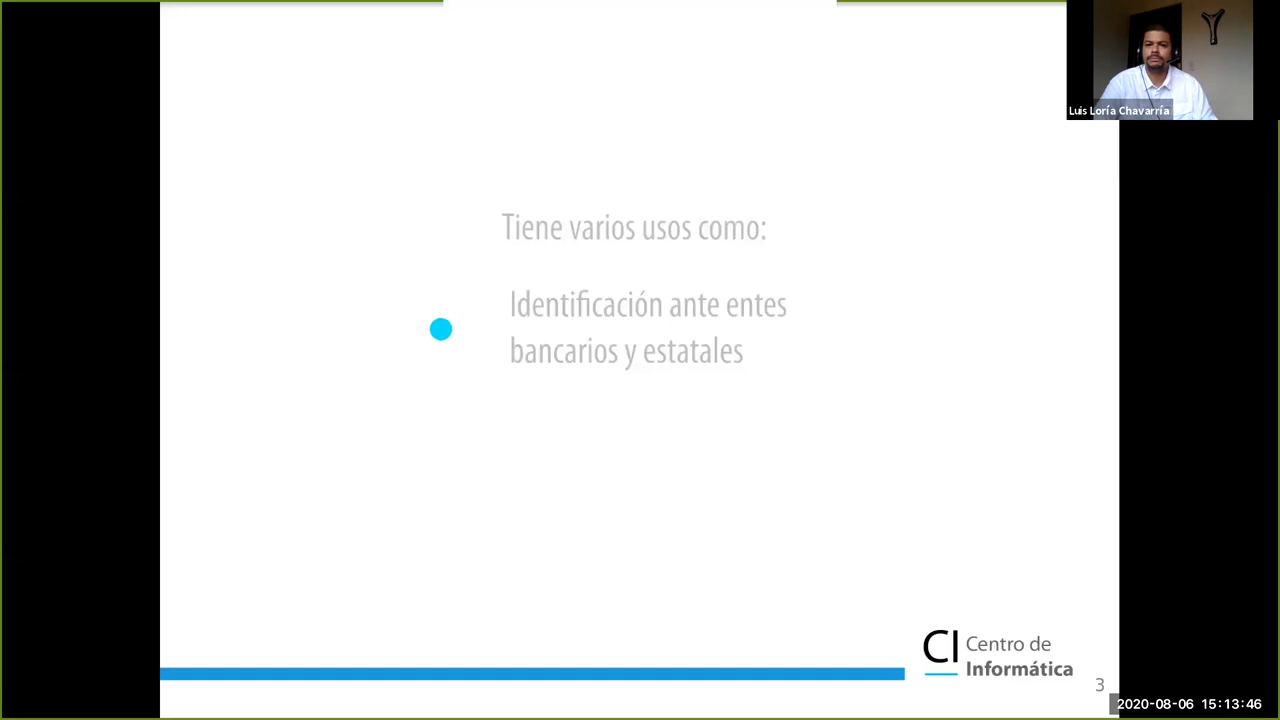 Luis Loría Chavarría
Tiene varios usos como:
Identificación ante entes
bancarios y estatales
CI Centro de
Informática
3
2020-08-06 15:13:46